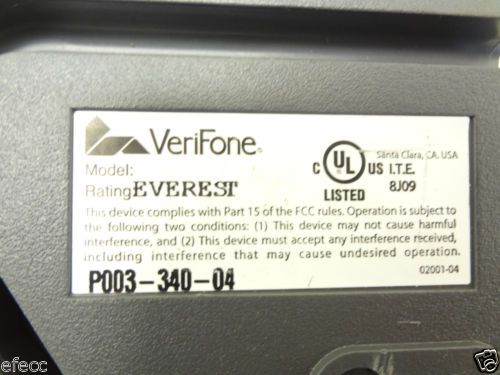 VeriFone®
C UL US
LISTED
Santa Clara, CA. USA
I.T.E.
8J09
Model:
Rating EVEREST
This device complies with Part 15 of the FCC rules. Operation is subject to
the following two conditions: (1) This device may not cause harmful
interference, and (2) This device must accept any interference received,
including interference that may cause undesired operation.
P003-340-04
02001-04
efecc